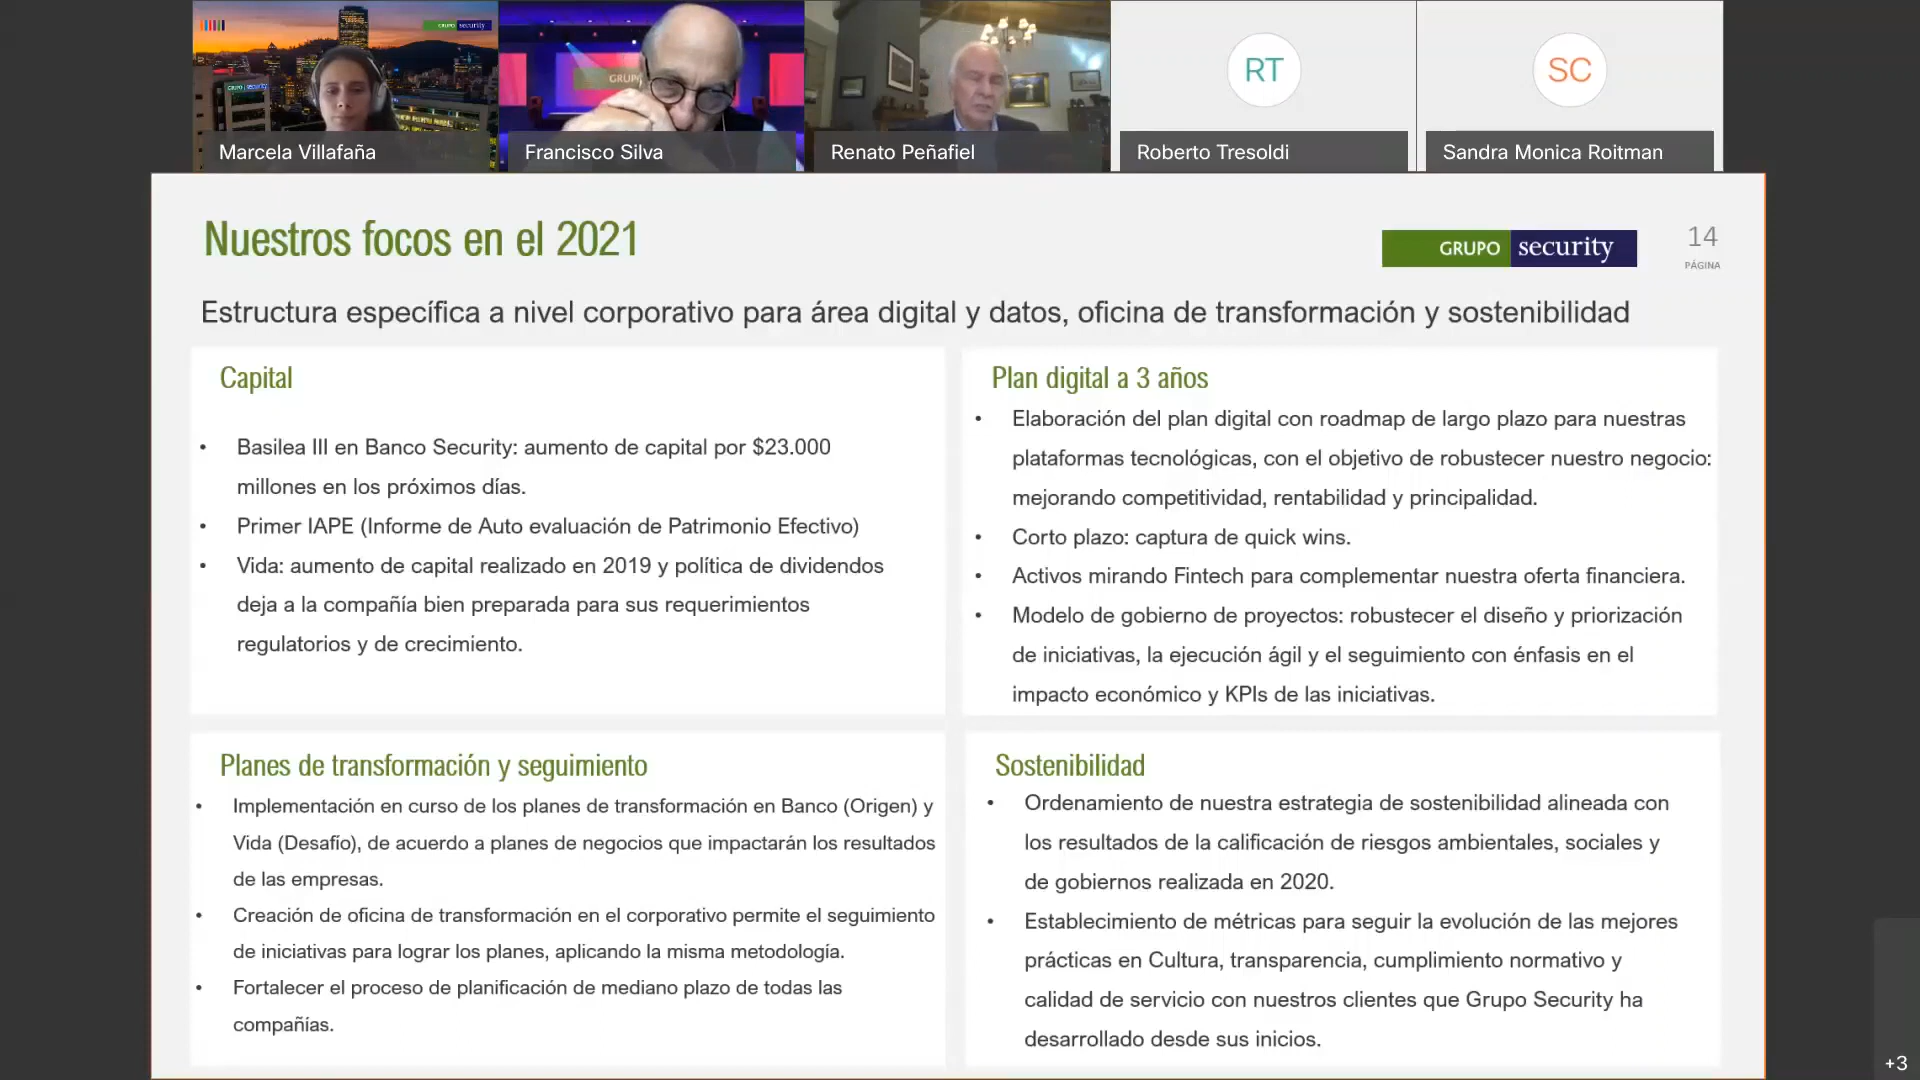 GRUPO security
GRUPO security
GRUPO
Marcela Villafaña
Francisco Silva
Renato Peñafiel
RT
Roberto Tresoldi
SC
Sandra Monica Roitman
Nuestros focos en el 2021
GRUPO security
14
PÁGINA
Estructura específica a nivel corporativo para área digital y datos, oficina de transformación y sostenibilidad
Capital
• Basilea III en Banco Security: aumento de capital por $23.000
millones en los próximos días.
• Primer IAPE (Informe de Auto evaluación de Patrimonio Efectivo)
• Vida: aumento de capital realizado en 2019 y política de dividendos
deja a la compañía bien preparada para sus requerimientos
regulatorios y de crecimiento.
Plan digital a 3 años
• Elaboración del plan digital con roadmap de largo plazo para nuestras
plataformas tecnológicas, con el objetivo de robustecer nuestro negocio:
mejorando competitividad, rentabilidad y principalidad.
• Corto plazo: captura de quick wins.
• Activos mirando Fintech para complementar nuestra oferta financiera.
• Modelo de gobierno de proyectos: robustecer el diseño y priorización
de iniciativas, la ejecución ágil y el seguimiento con énfasis en el
impacto económico y KPIs de las iniciativas.
Planes de transformación y seguimiento
• Implementación en curso de los planes de transformación en Banco (Origen) y
Vida (Desafío), de acuerdo a planes de negocios que impactarán los resultados
de las empresas.
• Creación de oficina de transformación en el corporativo permite el seguimiento
de iniciativas para lograr los planes, aplicando la misma metodología.
• Fortalecer el proceso de planificación de mediano plazo de todas las
compañías.
Sostenibilidad
• Ordenamiento de nuestra estrategia de sostenibilidad alineada con
los resultados de la calificación de riesgos ambientales, sociales y
de gobiernos realizada en 2020.
• Establecimiento de métricas para seguir la evolución de las mejores
prácticas en Cultura, transparencia, cumplimiento normativo y
calidad de servicio con nuestros clientes que Grupo Security ha
desarrollado desde sus inicios.
+3